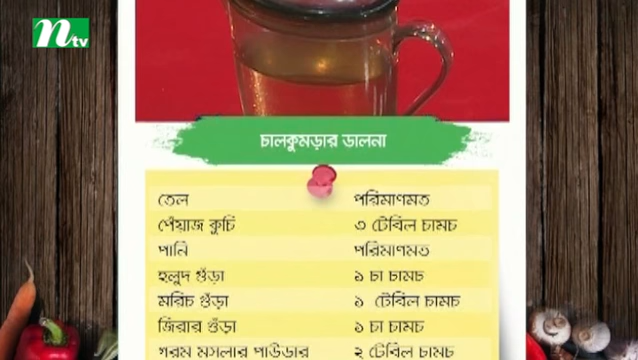 ntv
চালকুমড়ার ডালনা
তেল পরিমাণমত
পেঁয়াজ কুচি ৩ টেবিল চামচ
পানি পরিমাণমত
হলুদ গুঁড়া ১ চা চামচ
মরিচ গুঁড়া ১ টেবিল চামচ
জিরার গুঁড়া ১ চা চামচ
গরম মসলার পাউডার ২ টেবিল চামচ